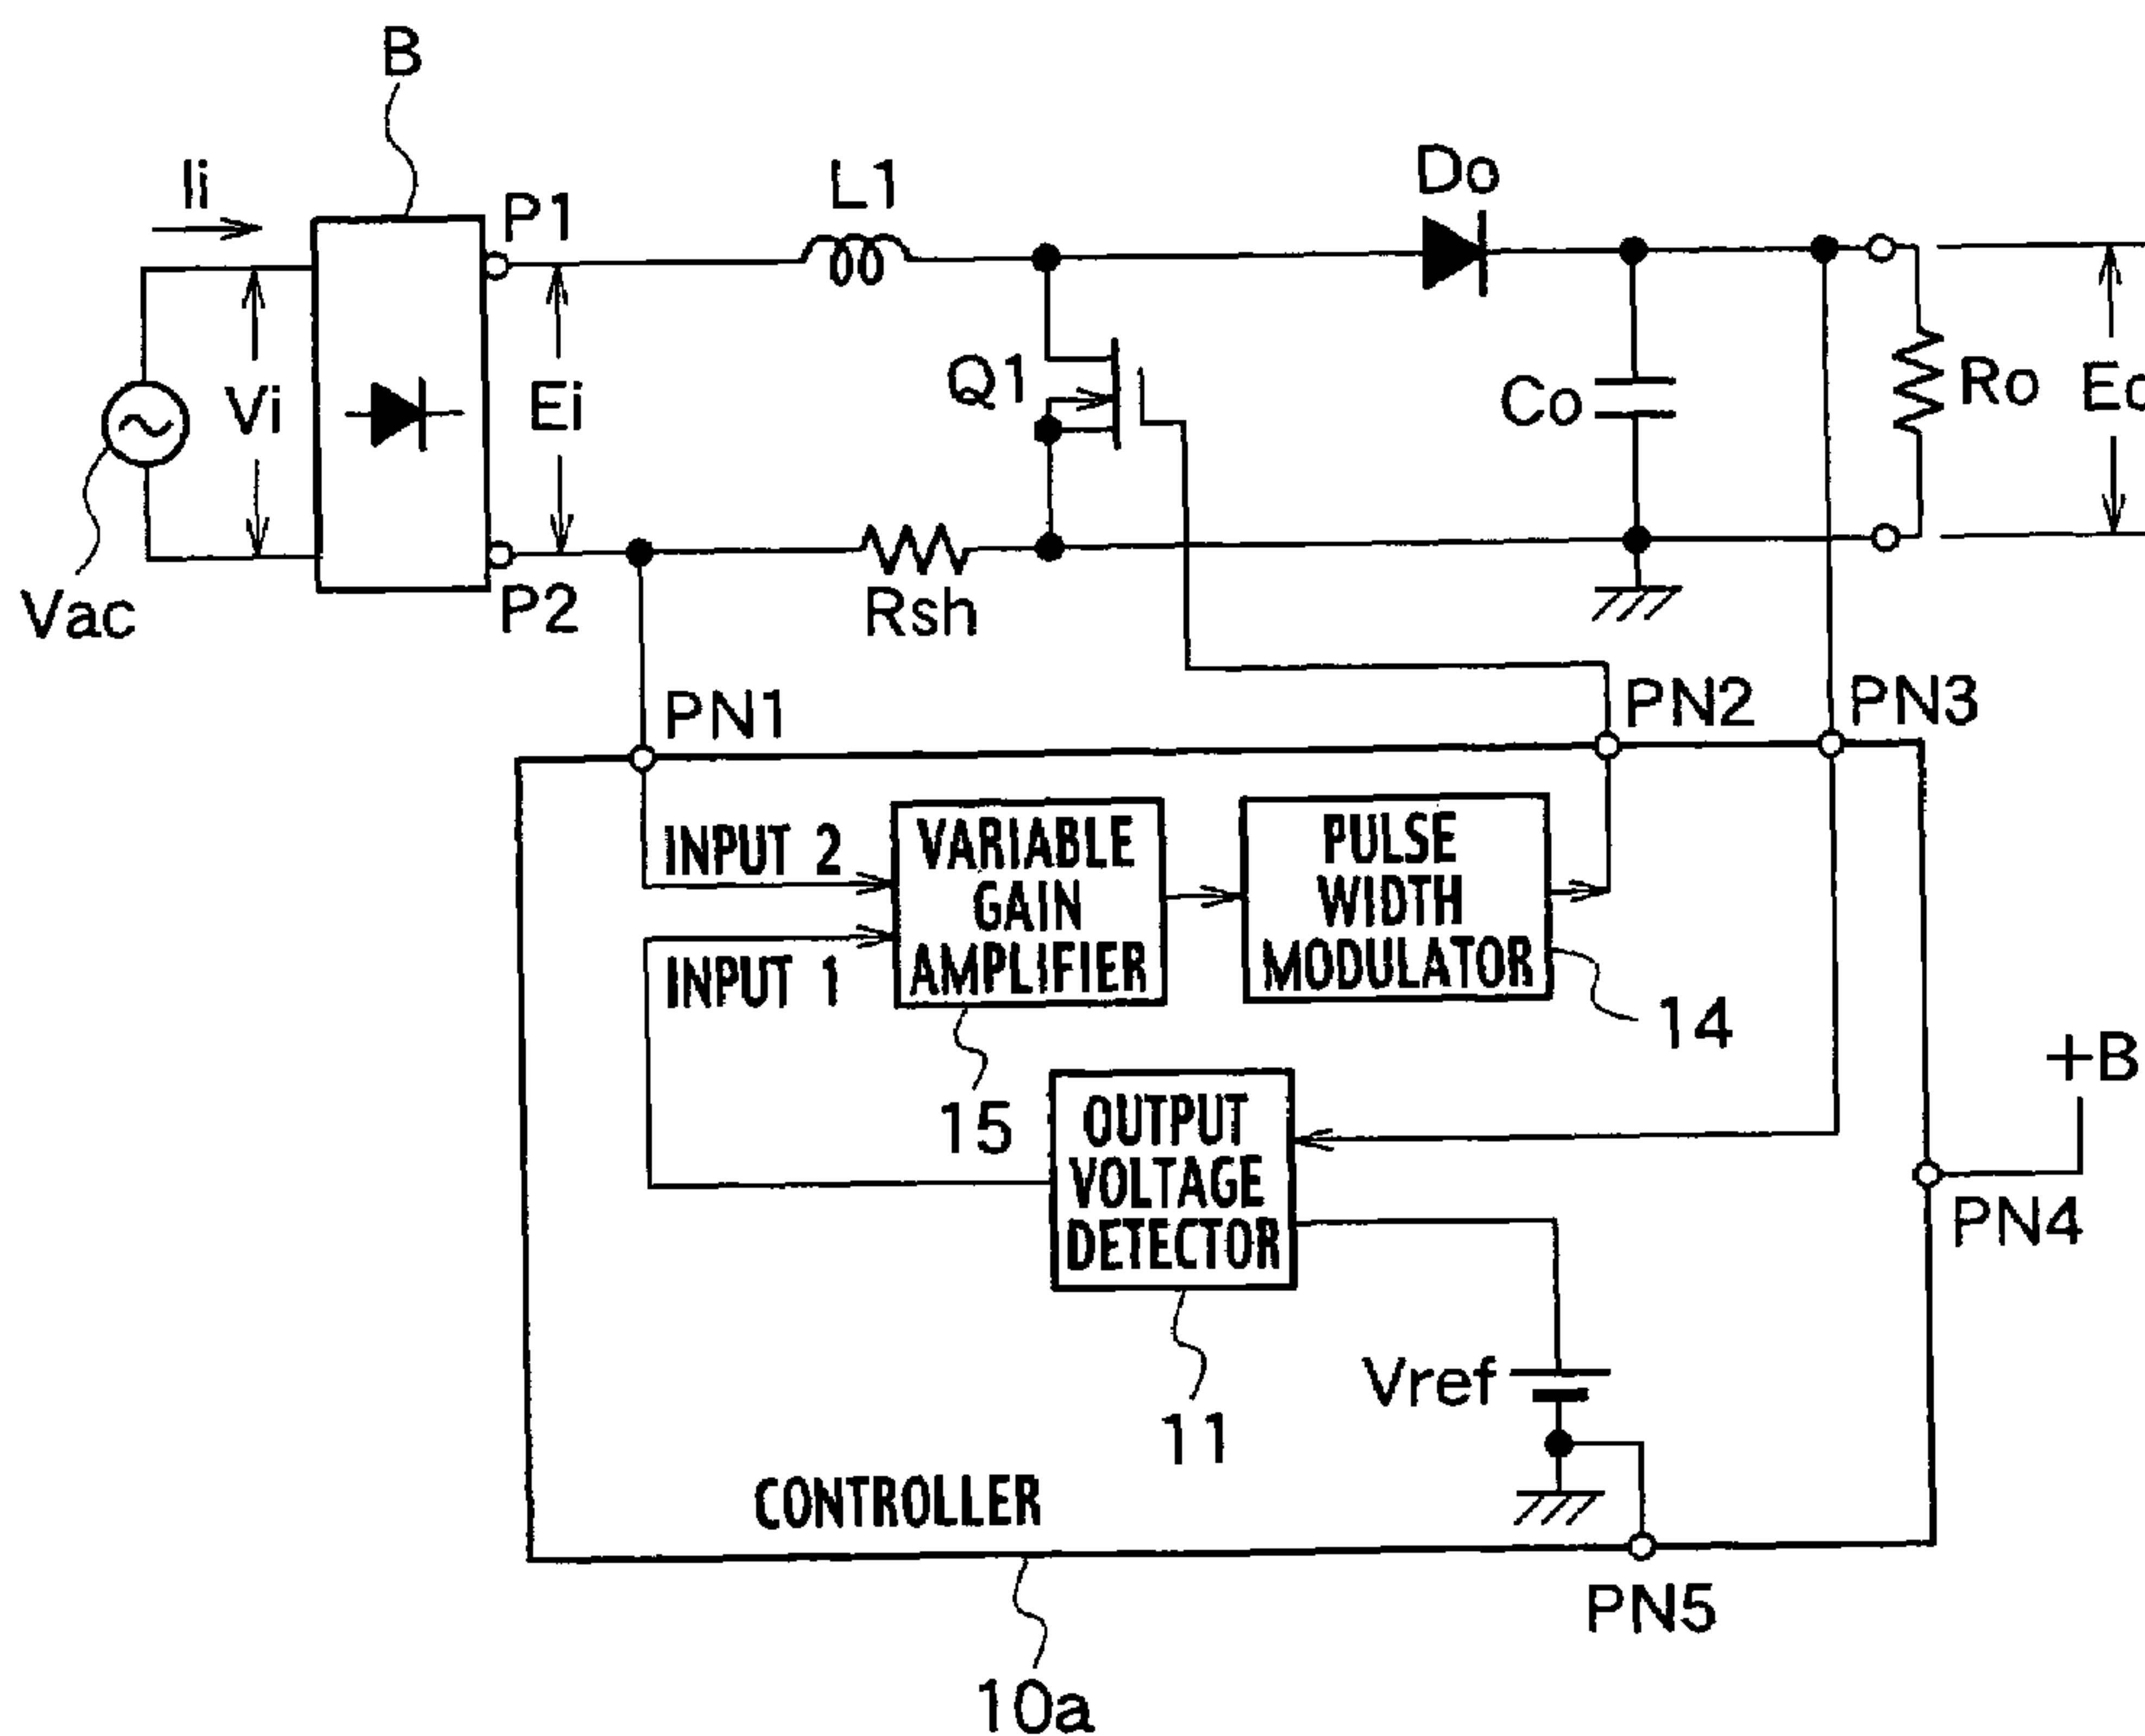 B
Ii
P1
L1
Do
Vi
Ei
Q1
Co
Ro
Vac
P2
Rsh
PN1
PN2
PN3
INPUT 2
INPUT 1
VARIABLE
GAIN
AMPLIFIER
PULSE
WIDTH
MODULATOR
14
15
+B
OUTPUT
VOLTAGE
DETECTOR
PN4
11
Vref
CONTROLLER
PN5
10a